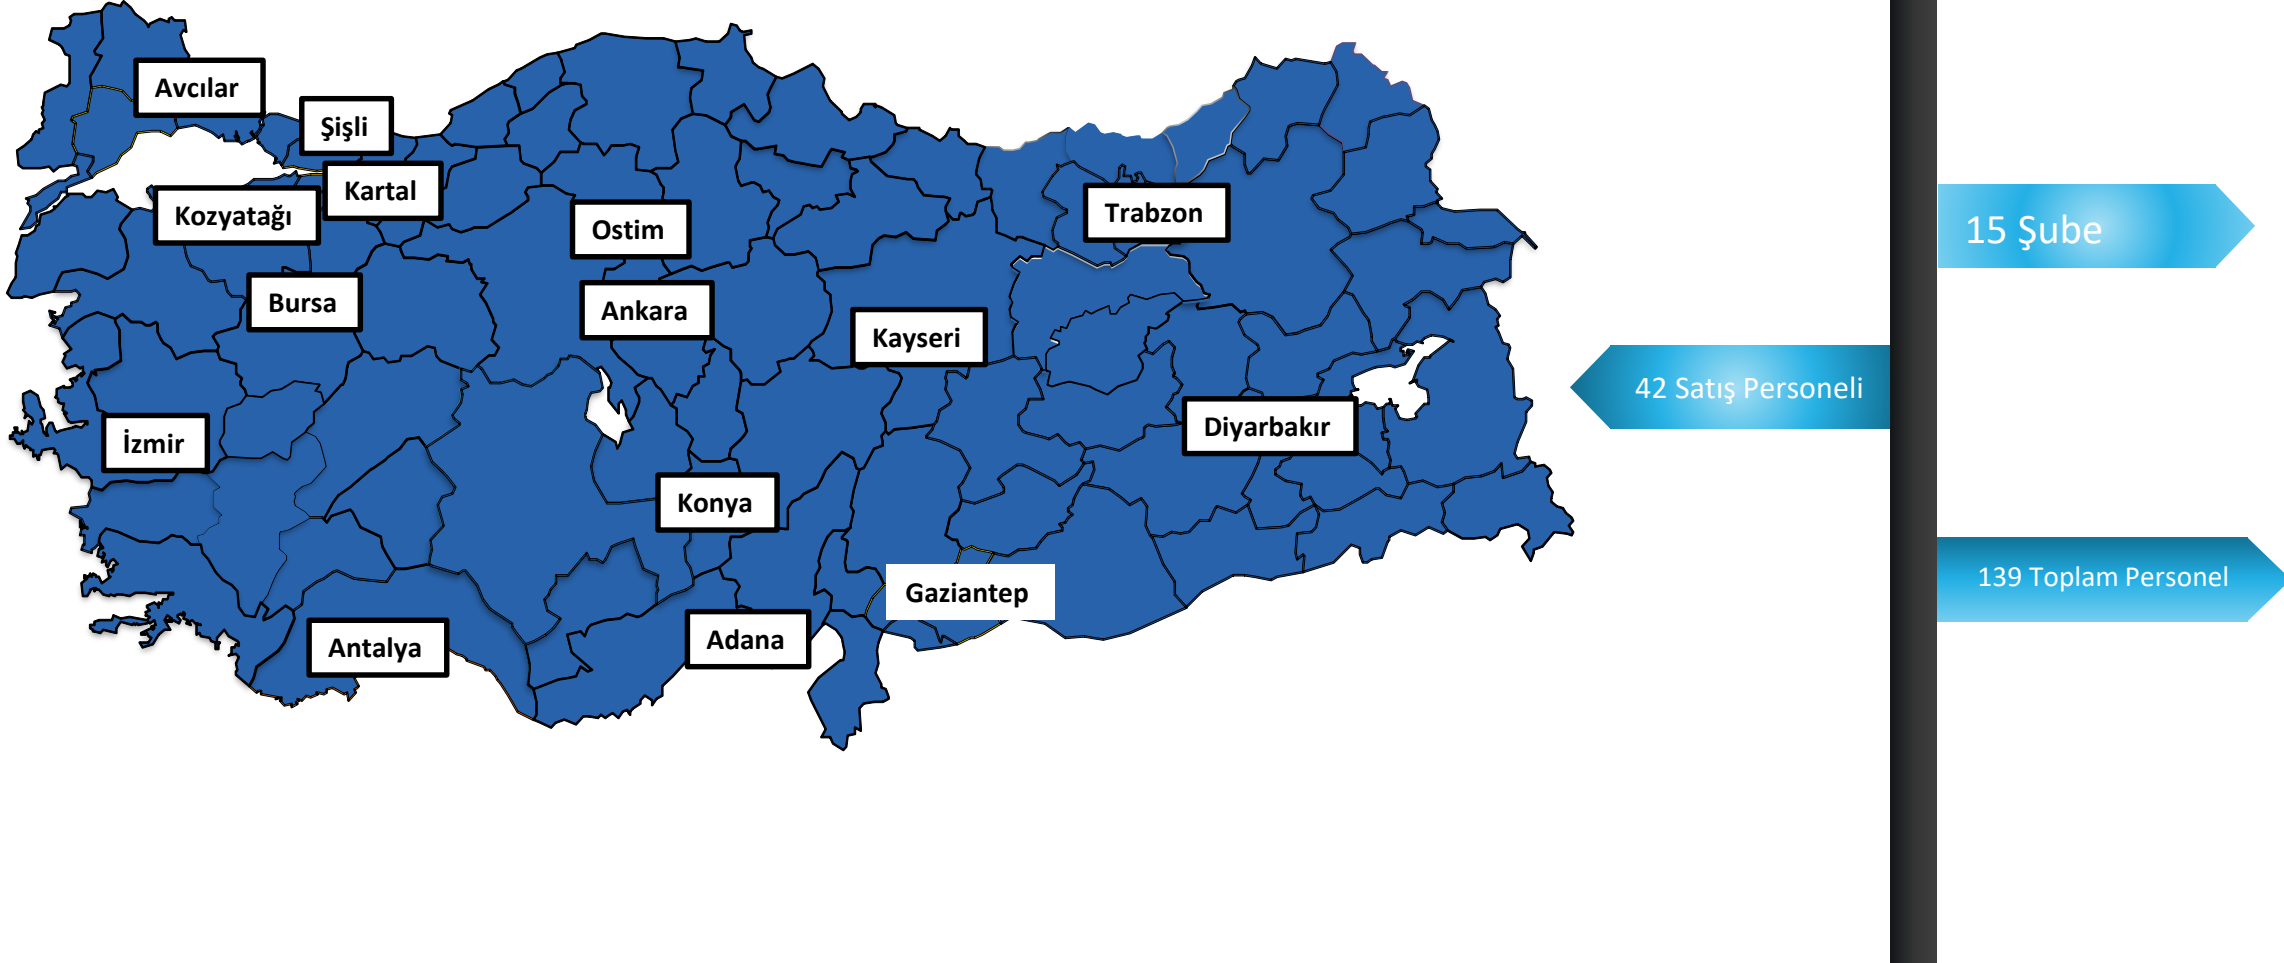 Avcılar
Şişli
Kartal
Kozyatağı
Ostim
Trabzon
Bursa
Ankara
Kayseri
İzmir
Diyarbakır
Konya
Gaziantep
Antalya
Adana
15 Şube
42 Satış Personeli
139 Toplam Personel